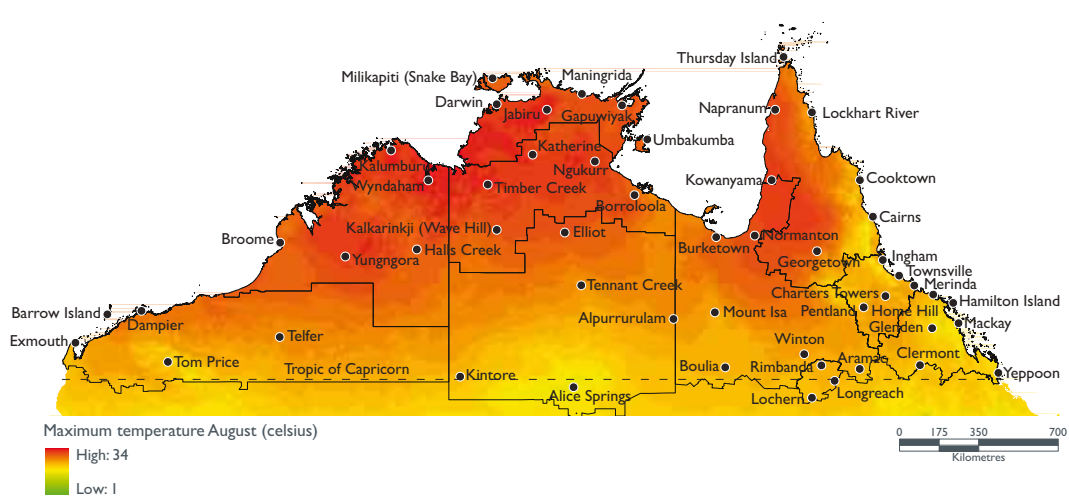 Thursday Island
Milikapiti (Snake Bay)
Maningrida
Darwin
Jabiru
Gapuwiyak
Napranum
Lockhart River
Umbakumba
Katherine
Kalumburu
Ngukurr
Wyndaham
Timber Creek
Kowanyama
Cooktown
Borroloola
Cairns
Kalkarinkji (Wave Hill)
Elliot
Broome
Halls Creek
Burketown
Normanton
Yungngora
Georgetown
Ingham
Townsville
Tennant Creek
Merinda
Charters Towers
Hamilton Island
Barrow Island
Dampier
Alpurrurulam
Mount Isa
Pentland
Home Hill
Mackay
Glenden
Exmouth
Telfer
Winton
Tom Price
Tropic of Capricorn
Kintore
Boulia
Rimbanda
Aramac
Clermont
Yeppoon
Alice Springs
Lochern
Longreach
Maximum temperature August (celsius)
High: 34
Low: 1
0 175 350 700
Kilometres